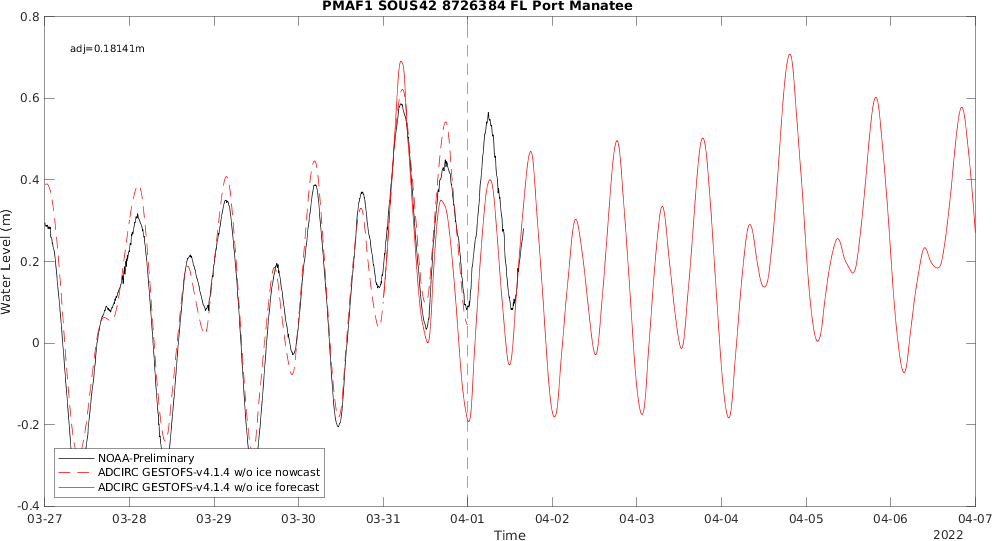 PMAF1 SOUS42 8726384 FL Port Manatee
adj=0.18141m
Water Level (m)
0.8
0.6
0.4
0.2
0
-0.2
-0.4
NOAA-Preliminary
ADCIRC GESTOFS-v4.1.4 w/o ice nowcast
ADCIRC GESTOFS-v4.1.4 w/o ice forecast
03-27 03-28 03-29 03-30 03-31 04-01 04-02 04-03 04-04 04-05 04-06 04-07
Time
2022